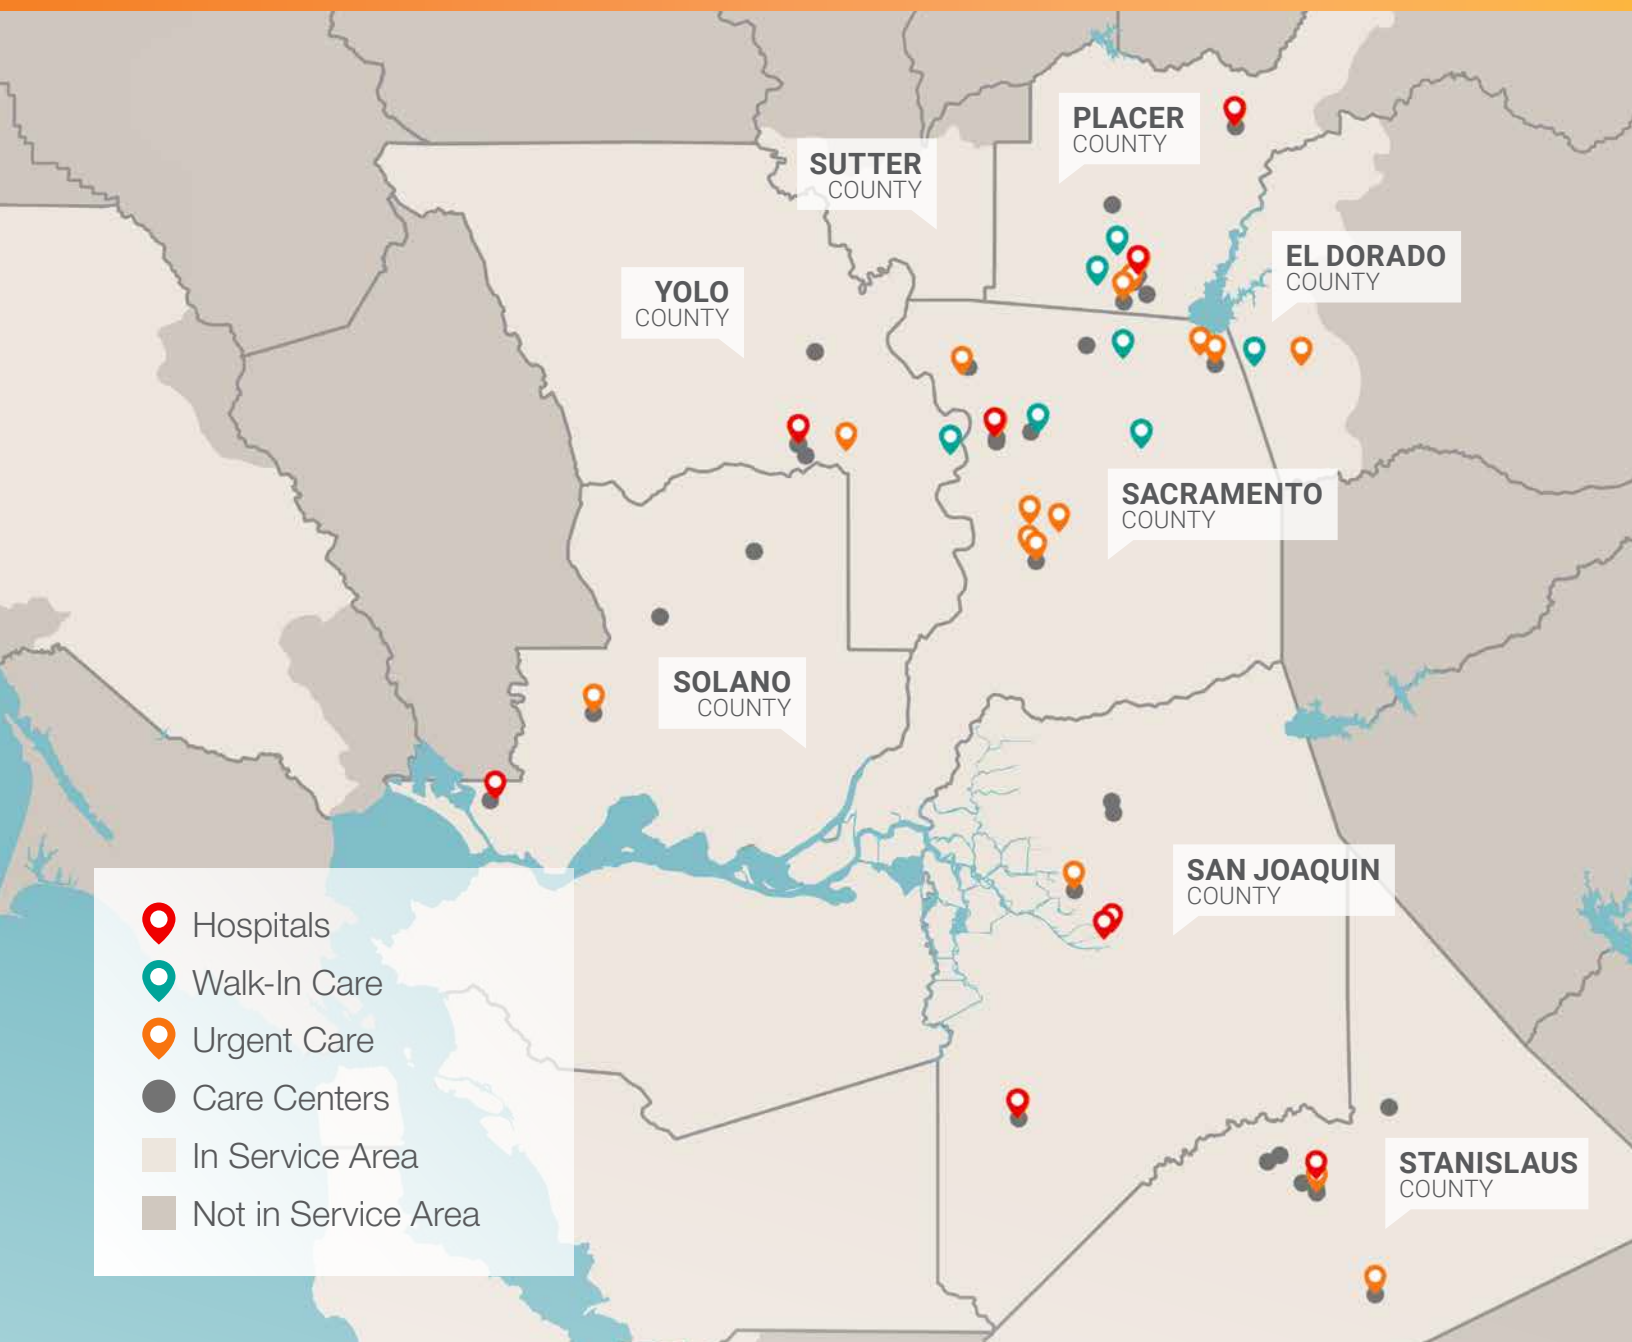 PLACER
COUNTY
SUTTER
COUNTY
EL DORADO
COUNTY
YOLO
COUNTY
SACRAMENTO
COUNTY
SOLANO
COUNTY
SAN JOAQUIN
COUNTY
STANISLAUS
COUNTY
Hospitals
Walk-In Care
Urgent Care
Care Centers
In Service Area
Not in Service Area